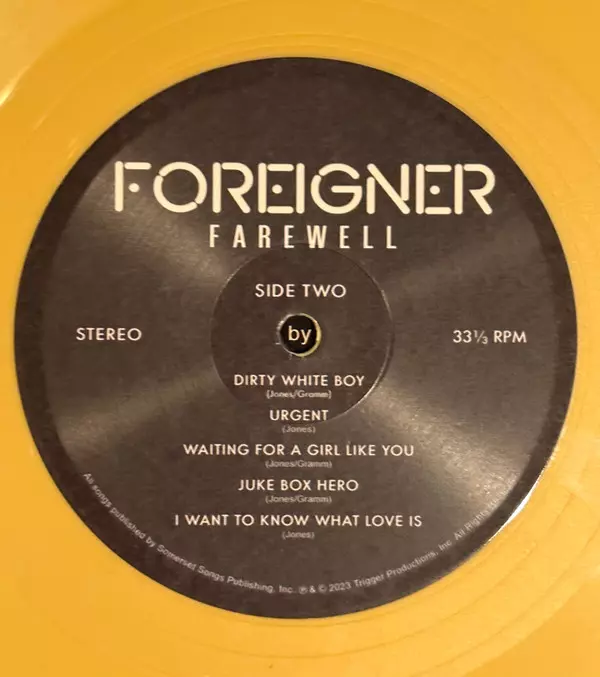 FOREIGNER
FAREWELL
SIDE TWO
STEREO
by
33⅓ RPM
DIRTY WHITE BOY
(Jones/Gramm)
URGENT
(Jones)
WAITING FOR A GIRL LIKE YOU
(Jones/Gramm)
JUKE BOX HERO
(Jones/Gramm)
I WANT TO KNOW WHAT LOVE IS
(Jones)
All songs published by Somerset Songs Publishing, Inc. ℗ & © 2023 Trigger Productions, Inc. All Rights